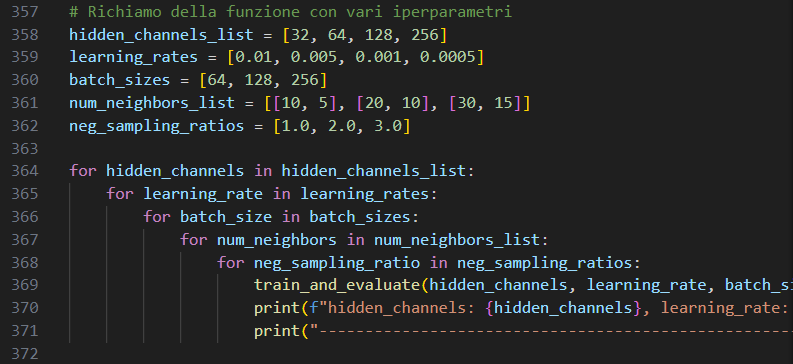 357 # Richiamo della funzione con vari iperparametri
358 hidden_channels_list = [32, 64, 128, 256]
359 learning_rates = [0.01, 0.005, 0.001, 0.0005]
360 batch_sizes = [64, 128, 256]
361 num_neighbors_list = [[10, 5], [20, 10], [30, 15]]
362 neg_sampling_ratios = [1.0, 2.0, 3.0]
363
364 for hidden_channels in hidden_channels_list:
365     for learning_rate in learning_rates:
366         for batch_size in batch_sizes:
367             for num_neighbors in num_neighbors_list:
368                 for neg_sampling_ratio in neg_sampling_ratios:
369                     train_and_evaluate(hidden_channels, learning_rate, batch_si
370                     print(f"hidden_channels: {hidden_channels}, learning_rate:
371                     print("----------------------------------------------------
372